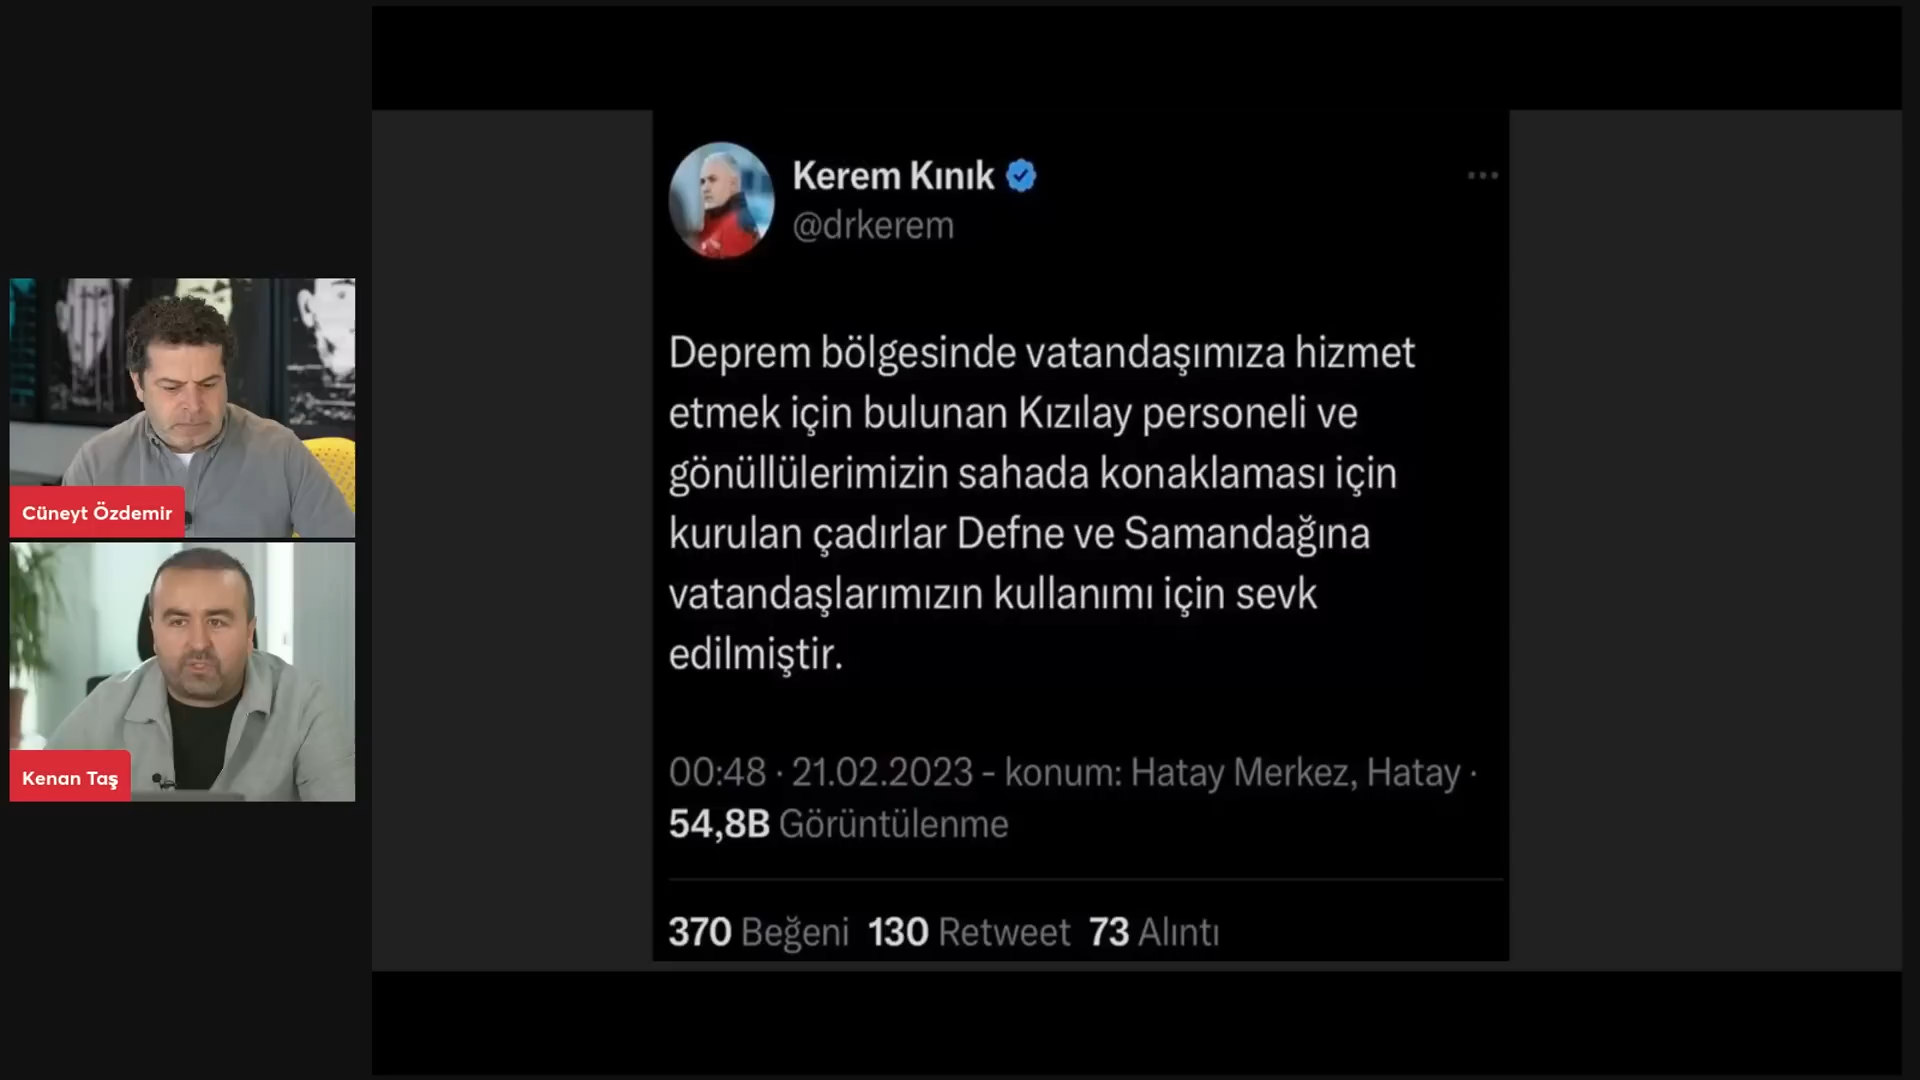 Cüneyt Özdemir
Kenan Taş
Kerem Kınık
@drkerem
Deprem bölgesinde vatandaşımıza hizmet
etmek için bulunan Kızılay personeli ve
gönüllülerimizin sahada konaklaması için
kurulan çadırlar Defne ve Samandağına
vatandaşlarımızın kullanımı için sevk
edilmiştir.
00:48 · 21.02.2023 - konum: Hatay Merkez, Hatay ·
54,8B Görüntülenme
370 Beğeni 130 Retweet 73 Alıntı